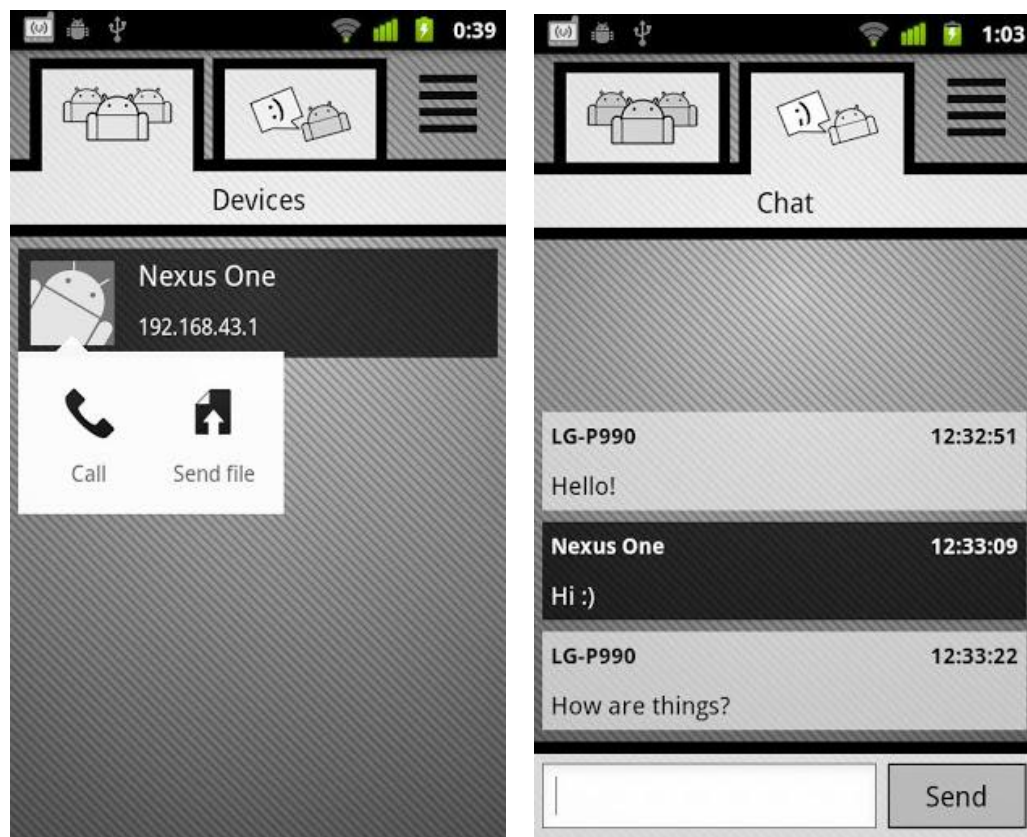 0:39
Devices
Nexus One
192.168.43.1
Call Send file
1:03
Chat
LG-P990 12:32:51
Hello!
Nexus One 12:33:09
Hi :)
LG-P990 12:33:22
How are things?
Send